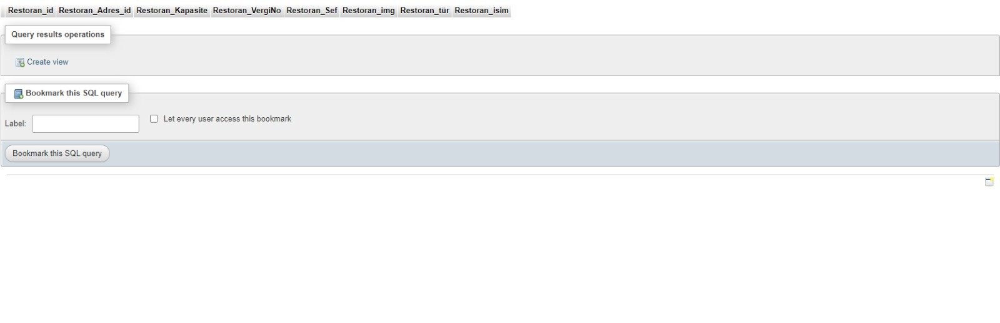 Restoran_id Restoran_Adres_id Restoran_Kapasite Restoran_VergiNo Restoran_Sef Restoran_img Restoran_tür Restoran_isim
Query results operations
Create view
Bookmark this SQL query
Label: Let every user access this bookmark
Bookmark this SQL query